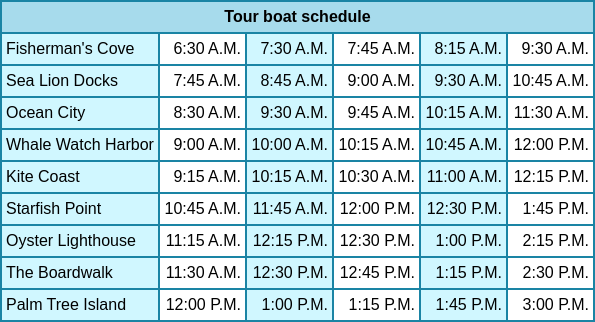 Tour boat schedule
Fisherman's Cove 6:30 A.M. 7:30 A.M. 7:45 A.M. 8:15 A.M. 9:30 A.M.
Sea Lion Docks 7:45 A.M. 8:45 A.M. 9:00 A.M. 9:30 A.M. 10:45 A.M.
Ocean City 8:30 A.M. 9:30 A.M. 9:45 A.M. 10:15 A.M. 11:30 A.M.
Whale Watch Harbor 9:00 A.M. 10:00 A.M. 10:15 A.M. 10:45 A.M. 12:00 P.M.
Kite Coast 9:15 A.M. 10:15 A.M. 10:30 A.M. 11:00 A.M. 12:15 P.M.
Starfish Point 10:45 A.M. 11:45 A.M. 12:00 P.M. 12:30 P.M. 1:45 P.M.
Oyster Lighthouse 11:15 A.M. 12:15 P.M. 12:30 P.M. 1:00 P.M. 2:15 P.M.
The Boardwalk 11:30 A.M. 12:30 P.M. 12:45 P.M. 1:15 P.M. 2:30 P.M.
Palm Tree Island 12:00 P.M. 1:00 P.M. 1:15 P.M. 1:45 P.M. 3:00 P.M.